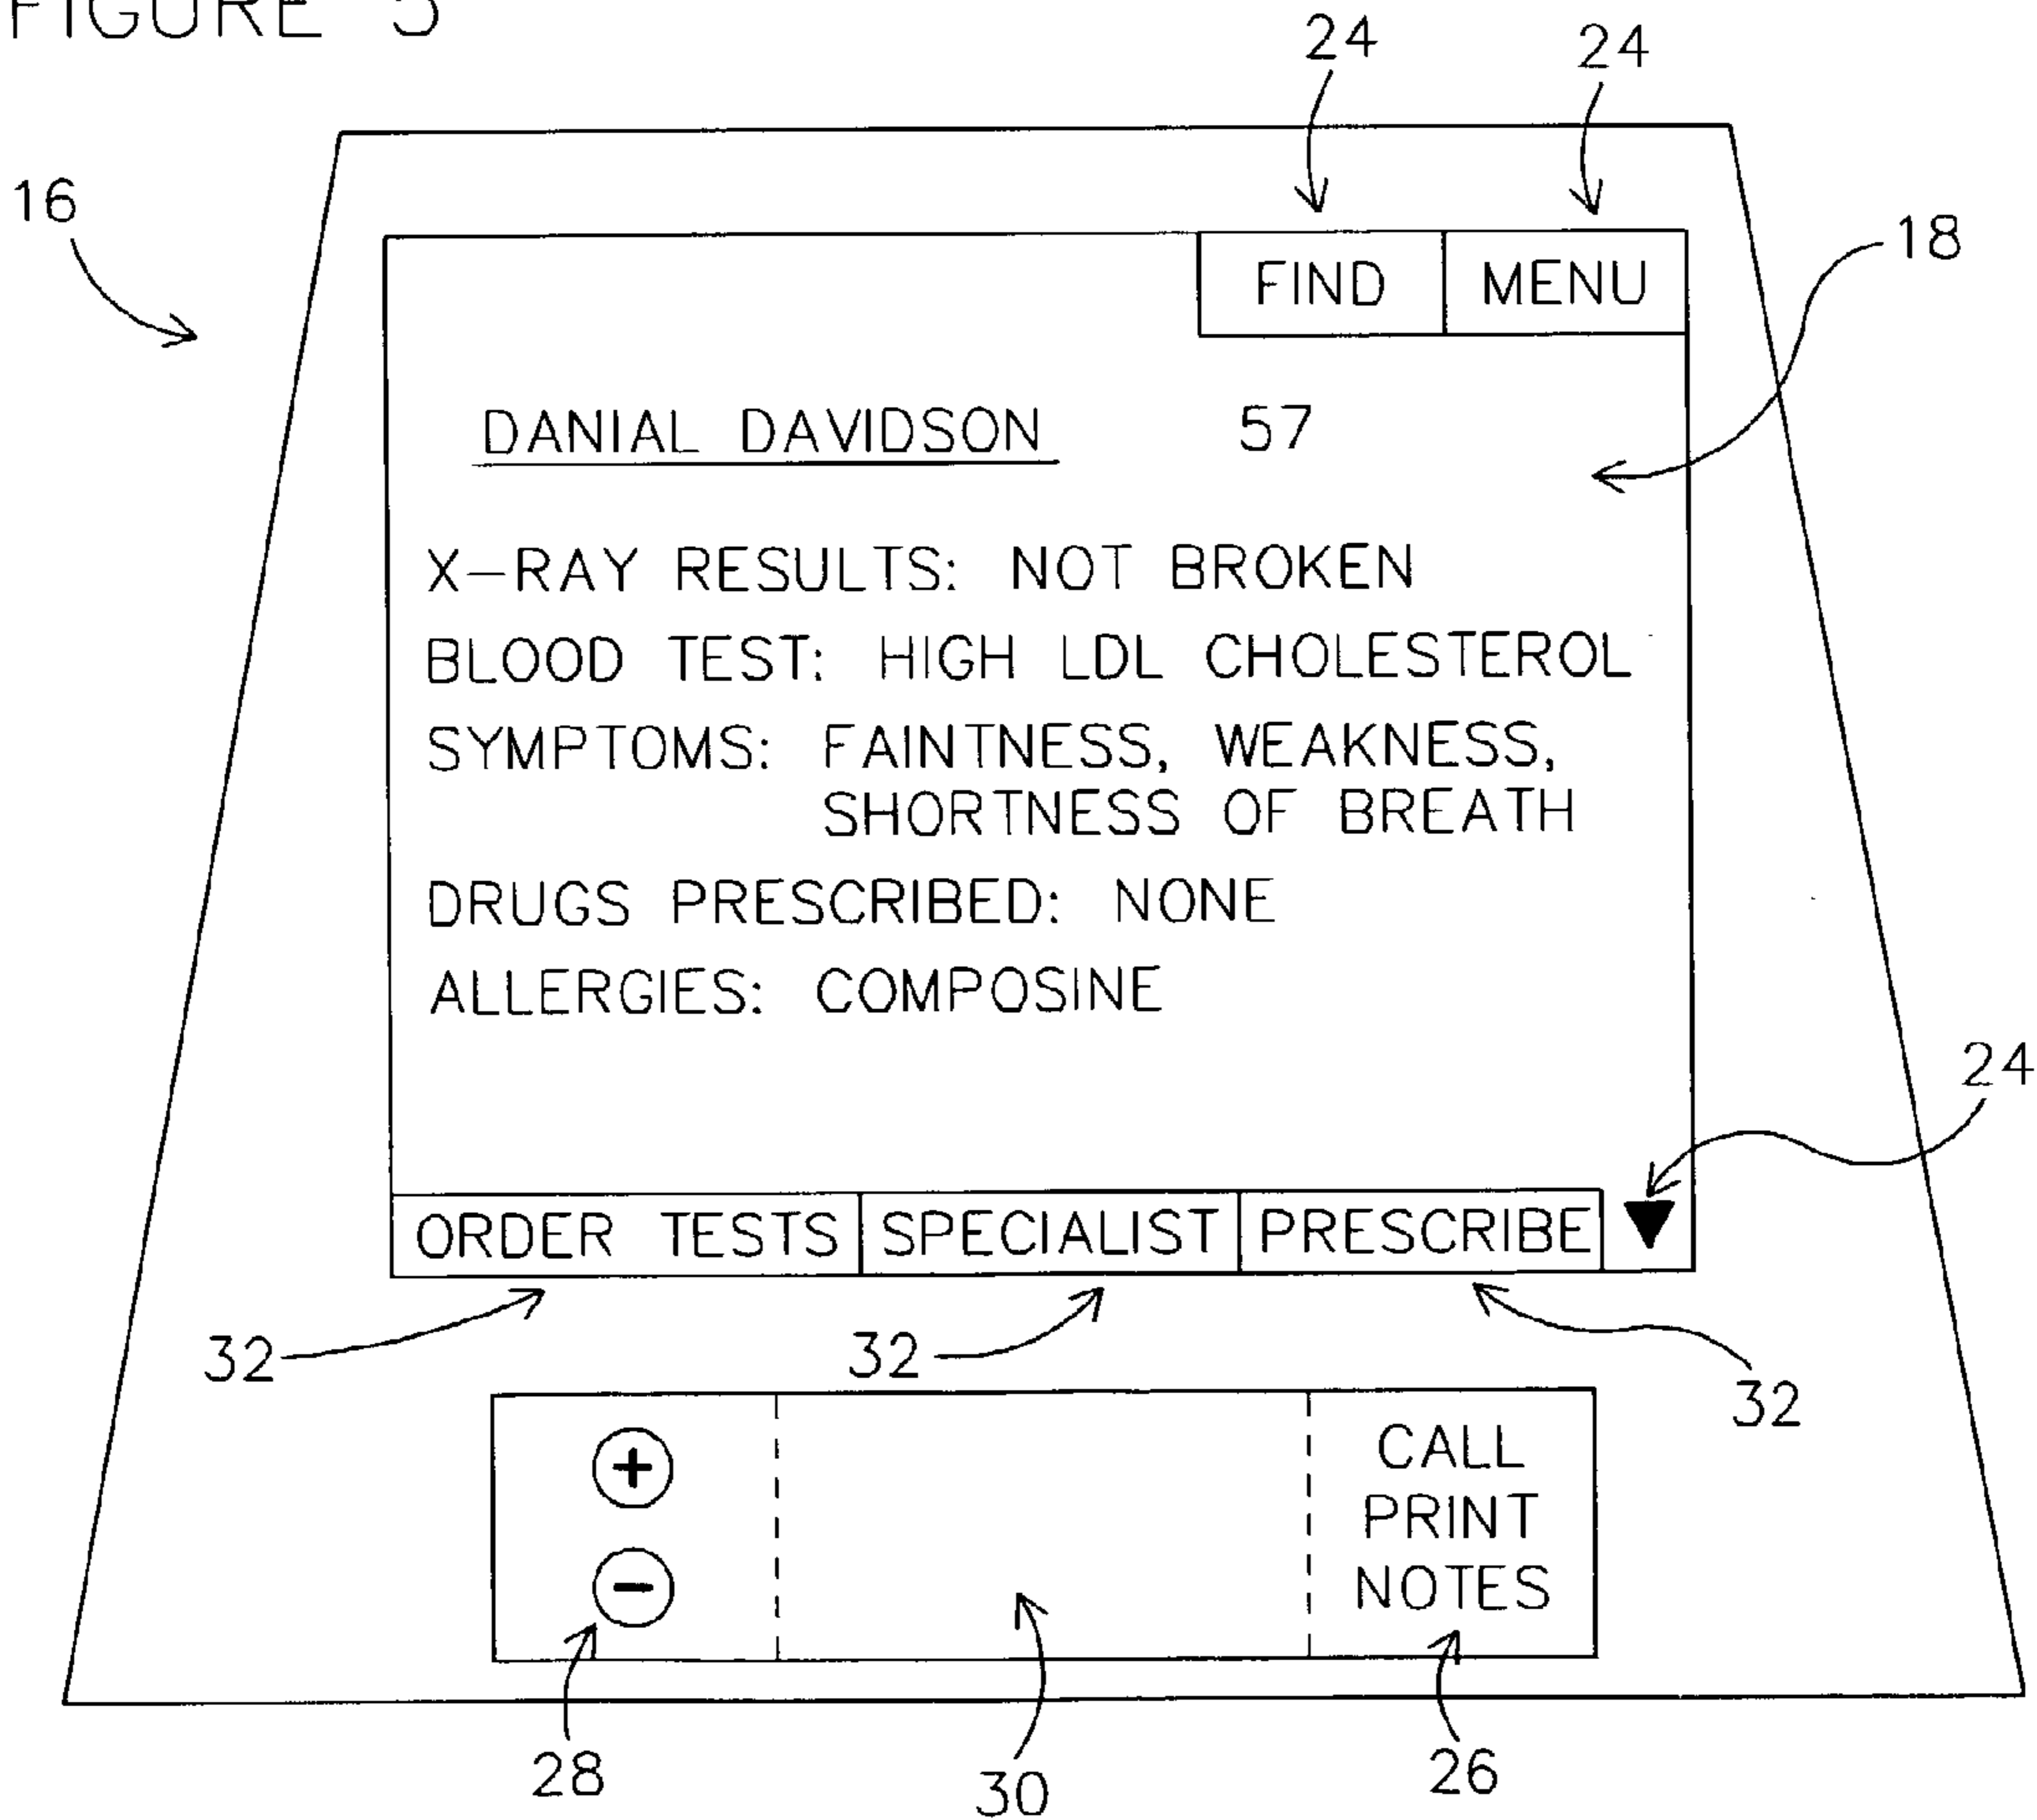 FIGURE 5
24
24
16
18
FIND
MENU
DANIAL DAVIDSON 57
X-RAY RESULTS: NOT BROKEN
BLOOD TEST: HIGH LDL CHOLESTEROL
SYMPTOMS: FAINTNESS, WEAKNESS,
SHORTNESS OF BREATH
DRUGS PRESCRIBED: NONE
ALLERGIES: COMPOSINE
24
ORDER TESTS
SPECIALIST
PRESCRIBE
32
32
32
+
−
CALL
PRINT
NOTES
28
30
26